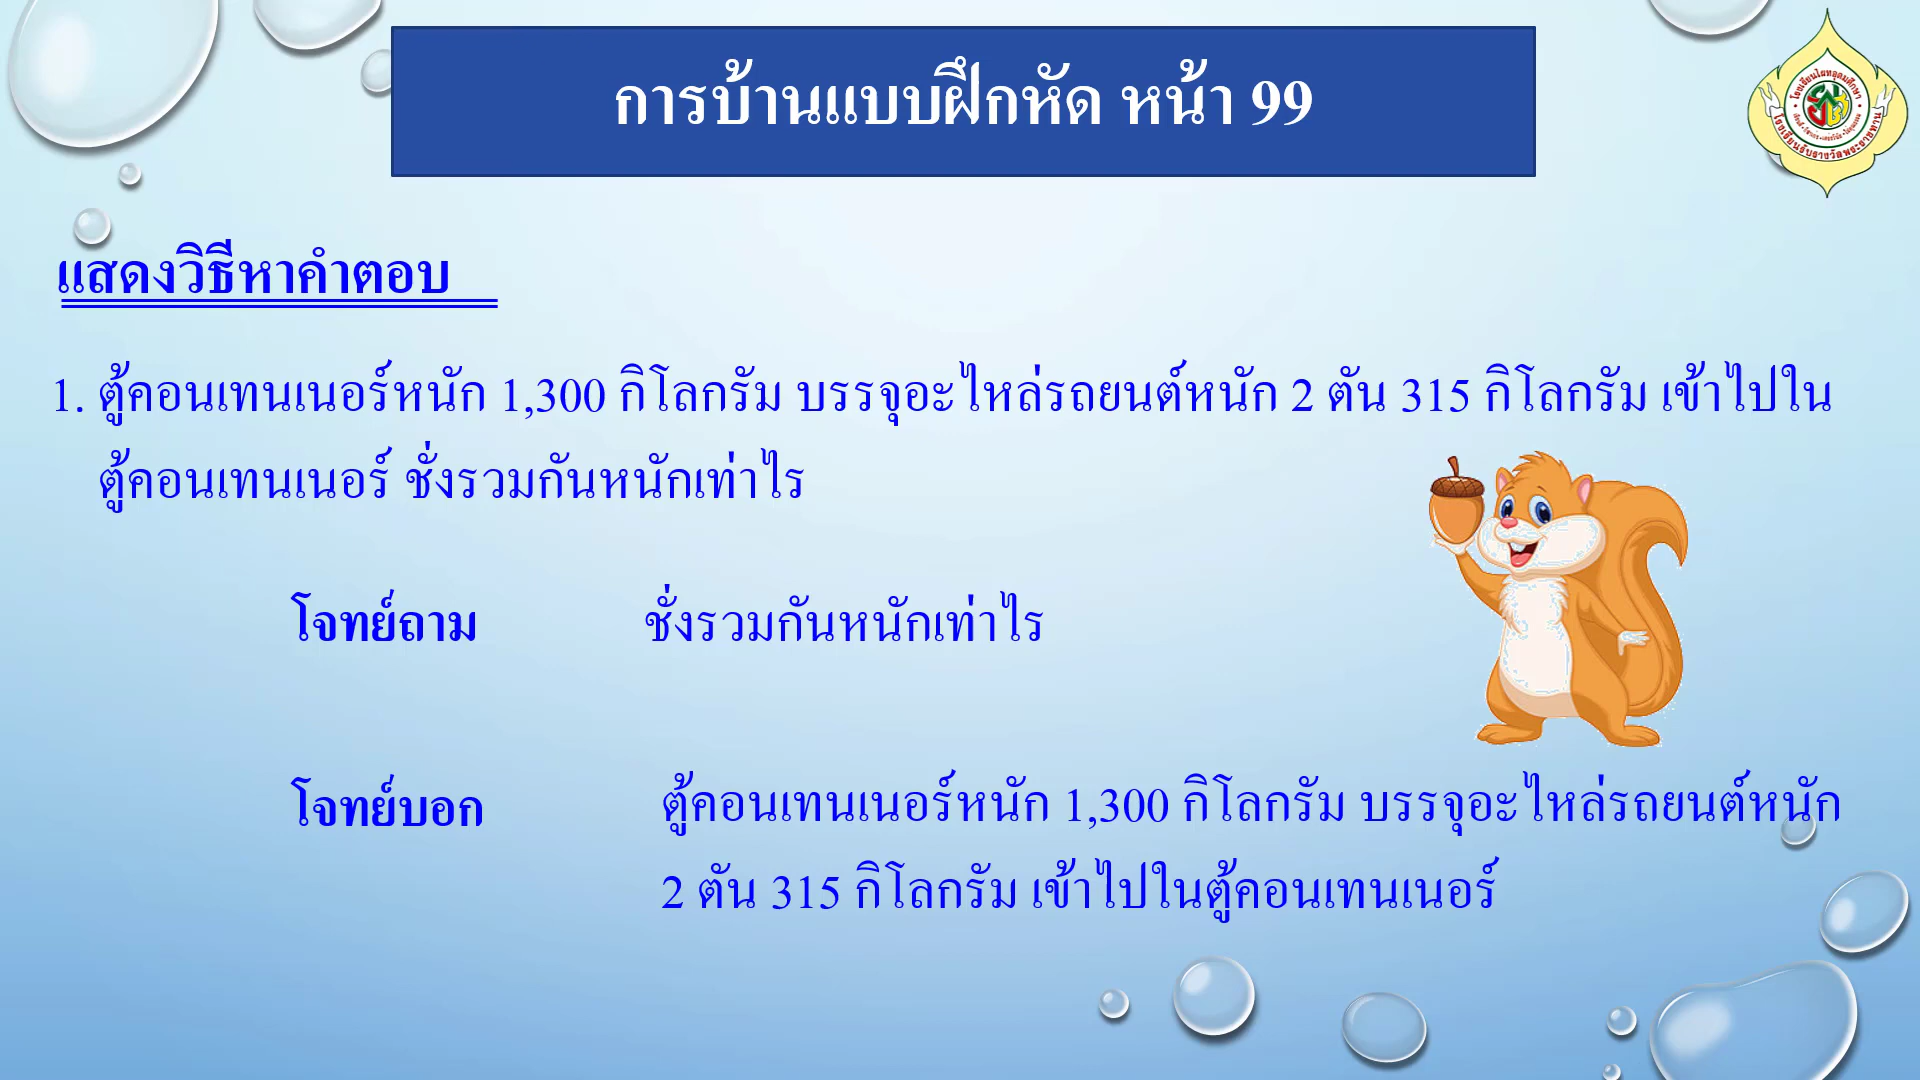 การบ้านแบบฝึกหัด หน้า 99
แสดงวิธีหาคำตอบ
1. ตู้คอนเทนเนอร์หนัก 1,300 กิโลกรัม บรรจุอะไหล่รถยนต์หนัก 2 ตัน 315 กิโลกรัม เข้าไปใน
ตู้คอนเทนเนอร์ ชั่งรวมกันหนักเท่าไร
โจทย์ถาม ชั่งรวมกันหนักเท่าไร
โจทย์บอก ตู้คอนเทนเนอร์หนัก 1,300 กิโลกรัม บรรจุอะไหล่รถยนต์หนัก
2 ตัน 315 กิโลกรัม เข้าไปในตู้คอนเทนเนอร์